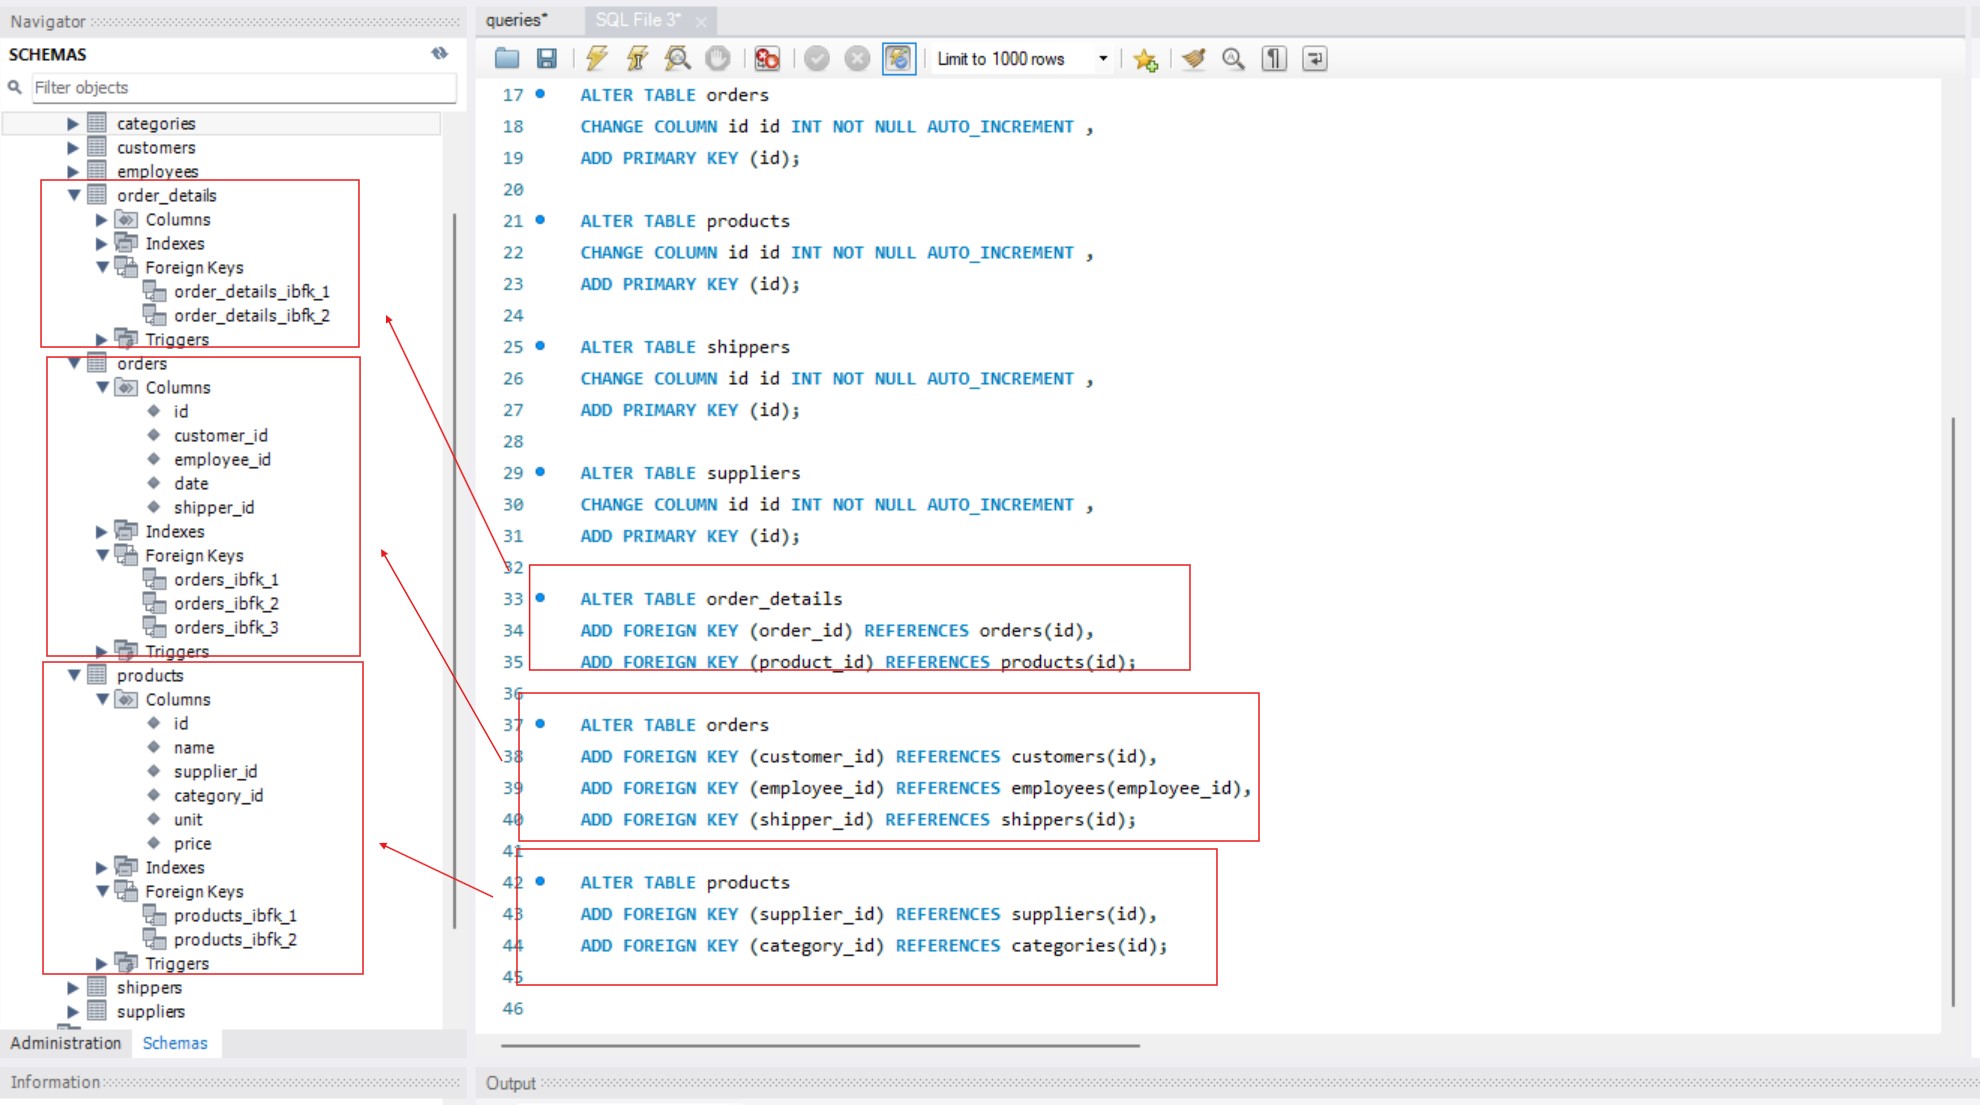 Navigator
SCHEMAS
Filter objects
categories
customers
employees
order_details
Columns
Indexes
Foreign Keys
order_details_ibfk_1
order_details_ibfk_2
Triggers
orders
Columns
id
customer_id
employee_id
date
shipper_id
Indexes
Foreign Keys
orders_ibfk_1
orders_ibfk_2
orders_ibfk_3
Triggers
products
Columns
id
name
supplier_id
category_id
unit
price
Indexes
Foreign Keys
products_ibfk_1
products_ibfk_2
Triggers
shippers
suppliers
Administration Schemas
Information
queries* SQL File 3*
Limit to 1000 rows
17 ALTER TABLE orders
18 CHANGE COLUMN id id INT NOT NULL AUTO_INCREMENT ,
19 ADD PRIMARY KEY (id);
20
21 ALTER TABLE products
22 CHANGE COLUMN id id INT NOT NULL AUTO_INCREMENT ,
23 ADD PRIMARY KEY (id);
24
25 ALTER TABLE shippers
26 CHANGE COLUMN id id INT NOT NULL AUTO_INCREMENT ,
27 ADD PRIMARY KEY (id);
28
29 ALTER TABLE suppliers
30 CHANGE COLUMN id id INT NOT NULL AUTO_INCREMENT ,
31 ADD PRIMARY KEY (id);
32
33 ALTER TABLE order_details
34 ADD FOREIGN KEY (order_id) REFERENCES orders(id),
35 ADD FOREIGN KEY (product_id) REFERENCES products(id);
36
37 ALTER TABLE orders
38 ADD FOREIGN KEY (customer_id) REFERENCES customers(id),
39 ADD FOREIGN KEY (employee_id) REFERENCES employees(employee_id),
40 ADD FOREIGN KEY (shipper_id) REFERENCES shippers(id);
41
42 ALTER TABLE products
43 ADD FOREIGN KEY (supplier_id) REFERENCES suppliers(id),
44 ADD FOREIGN KEY (category_id) REFERENCES categories(id);
45
46
Output